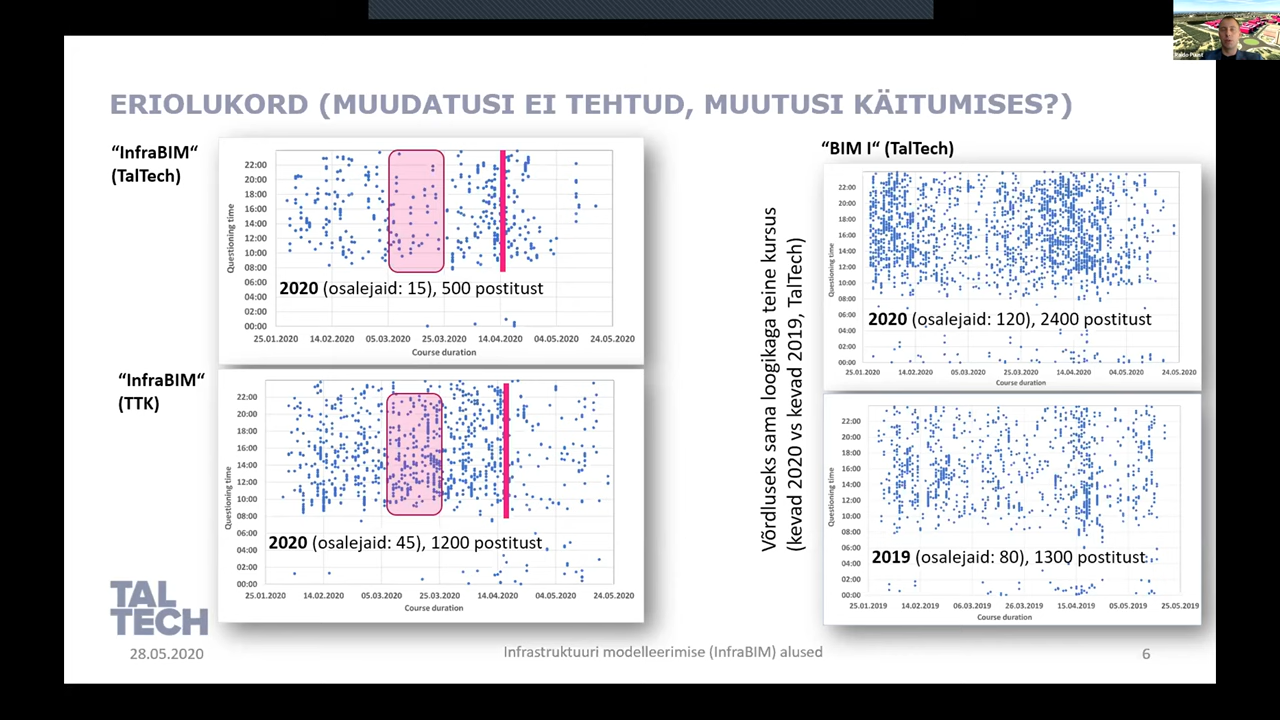 ERIOLUKORD (MUUDATUSI EI TEHTUD, MUUTUSI KÄITUMISES?)
“InfraBIM“
(TalTech)
Questioning time
22:00
20:00
18:00
16:00
14:00
12:00
10:00
08:00
06:00
04:00
02:00
00:00
2020 (osalejaid: 15), 500 postitust
25.01.2020 14.02.2020 05.03.2020 25.03.2020 14.04.2020 04.05.2020 24.05.2020
Course duration
“InfraBIM“
(TTK)
Questioning time
22:00
20:00
18:00
16:00
14:00
12:00
10:00
08:00
06:00
04:00
02:00
00:00
2020 (osalejaid: 45), 1200 postitust
25.01.2020 14.02.2020 05.03.2020 25.03.2020 14.04.2020 04.05.2020 24.05.2020
Course duration
Võrdluseks sama loogikaga teine kursus
(kevad 2020 vs kevad 2019, TalTech)
“BIM I“ (TalTech)
Questioning time
22:00
20:00
18:00
16:00
14:00
12:00
10:00
08:00
06:00
04:00
02:00
00:00
2020 (osalejaid: 120), 2400 postitust
25.01.2020 14.02.2020 05.03.2020 25.03.2020 14.04.2020 04.05.2020 24.05.2020
Course duration
Questioning time
22:00
20:00
18:00
16:00
14:00
12:00
10:00
08:00
06:00
04:00
02:00
00:00
2019 (osalejaid: 80), 1300 postitust
25.01.2019 14.02.2019 06.03.2019 26.03.2019 15.04.2019 05.05.2019 25.05.2019
Course duration
TAL
TECH
28.05.2020
Infrastruktuuri modelleerimise (InfraBIM) alused
6